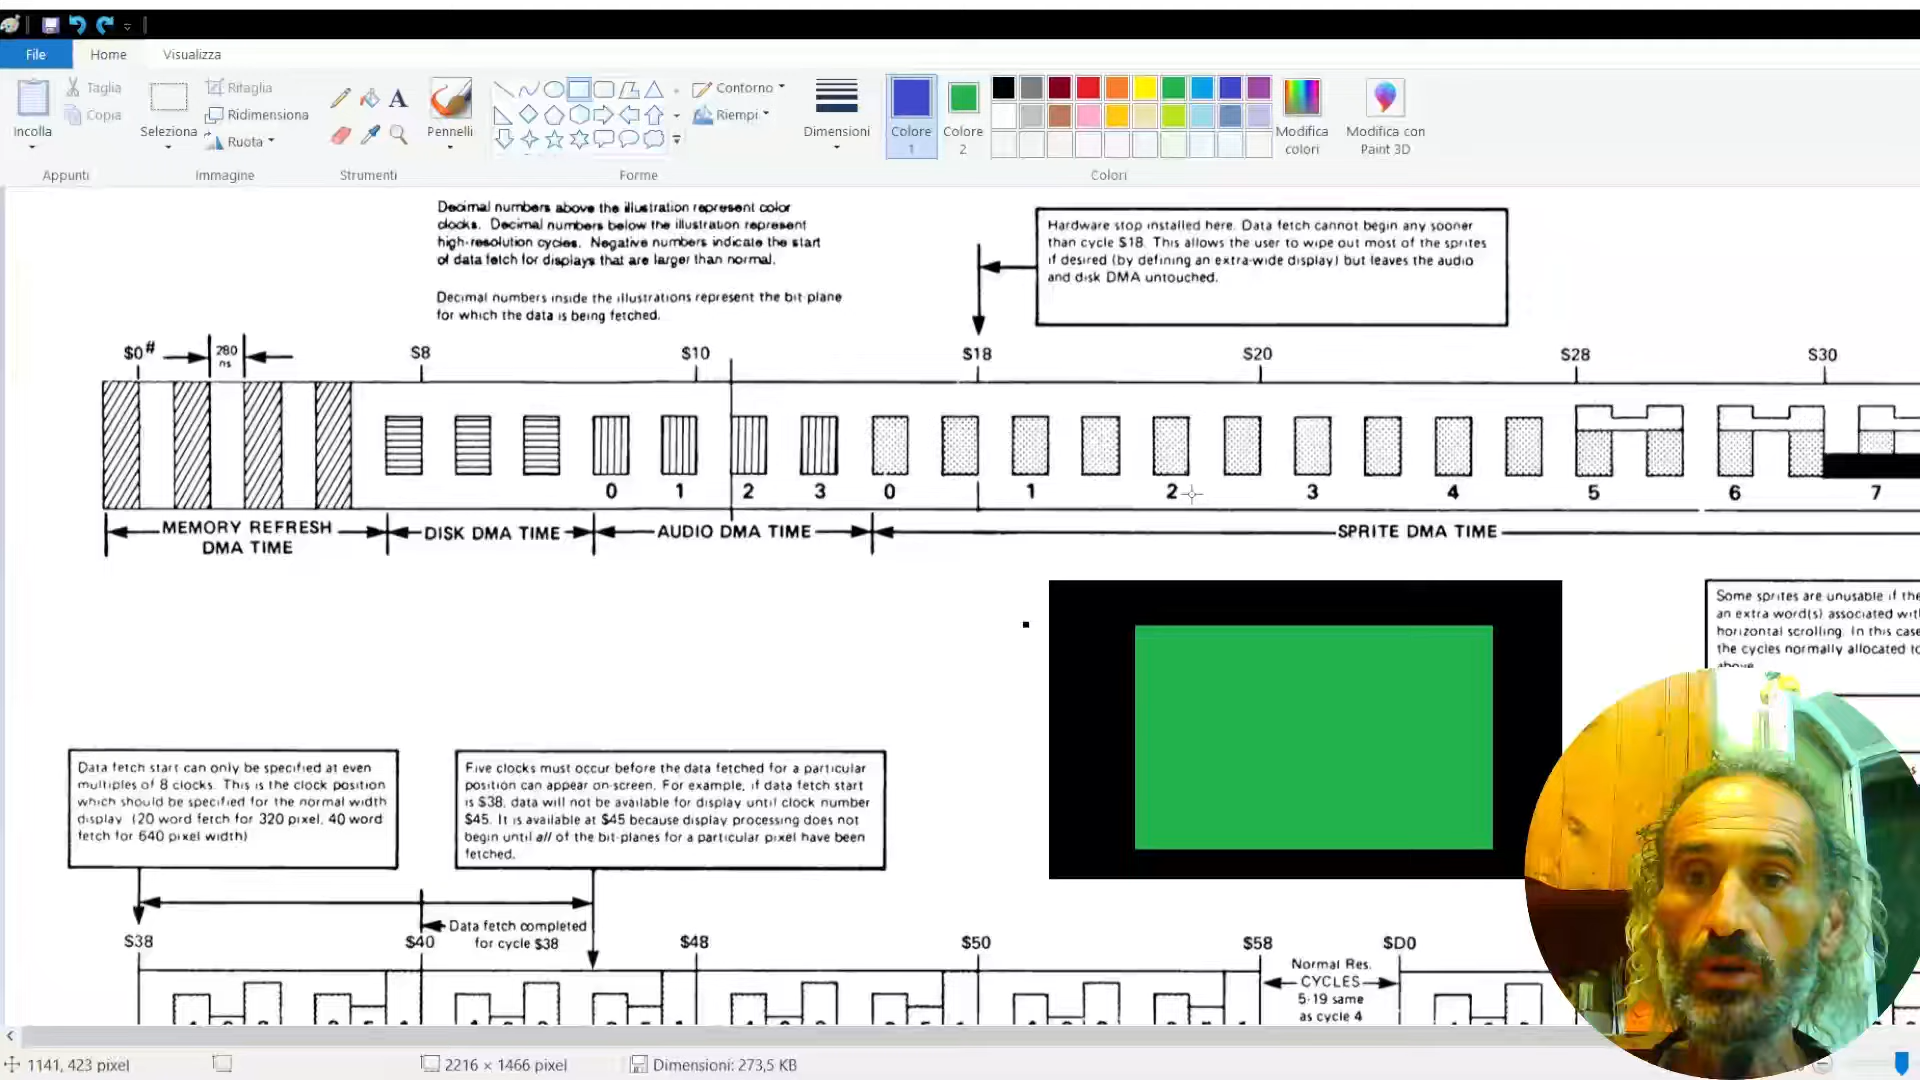 File
Home
Visualizza
Incolla
Taglia
Copia
Appunti
Seleziona
Ritaglia
Ridimensiona
Ruota
Immagine
Strumenti
Pennelli
Contorno
Riempi
Forme
Dimensioni
Colore
1
Colore
2
Colori
Modifica
colori
Modifica con
Paint 3D
Decimal numbers above the illustration represent color
clocks. Decimal numbers below the illustration represent
high-resolution cycles. Negative numbers indicate the start
of data fetch for displays that are larger than normal.
Decimal numbers inside the illustrations represent the bit plane
for which the data is being fetched.
Hardware stop installed here. Data fetch cannot begin any sooner
than cycle $18. This allows the user to wipe out most of the sprites
if desired (by defining an extra-wide display) but leaves the audio
and disk DMA untouched.
$0# 280 ns $8 $10 $18 $20 $28 $30
0 1 2 3 0 1 2 3 4 5 6 7
MEMORY REFRESH
DMA TIME
DISK DMA TIME
AUDIO DMA TIME
SPRITE DMA TIME
Some sprites are unusable if the
an extra word(s) associated with
horizontal scrolling. In this case
the cycles normally allocated to
above
Data fetch start can only be specified at even
multiples of 8 clocks. This is the clock position
which should be specified for the normal width
display (20 word fetch for 320 pixel, 40 word
fetch for 640 pixel width)
Five clocks must occur before the data fetched for a particular
position can appear on-screen. For example, if data fetch start
is $38, data will not be available for display until clock number
$45. It is available at $45 because display processing does not
begin until all of the bit-planes for a particular pixel have been
fetched.
Data fetch completed
for cycle $38
$38 $40 $48 $50 $58 $D0
Normal Res.
CYCLES
5-19 same
as cycle 4
1141, 423 pixel
2216 × 1466 pixel
Dimensioni: 273,5 KB